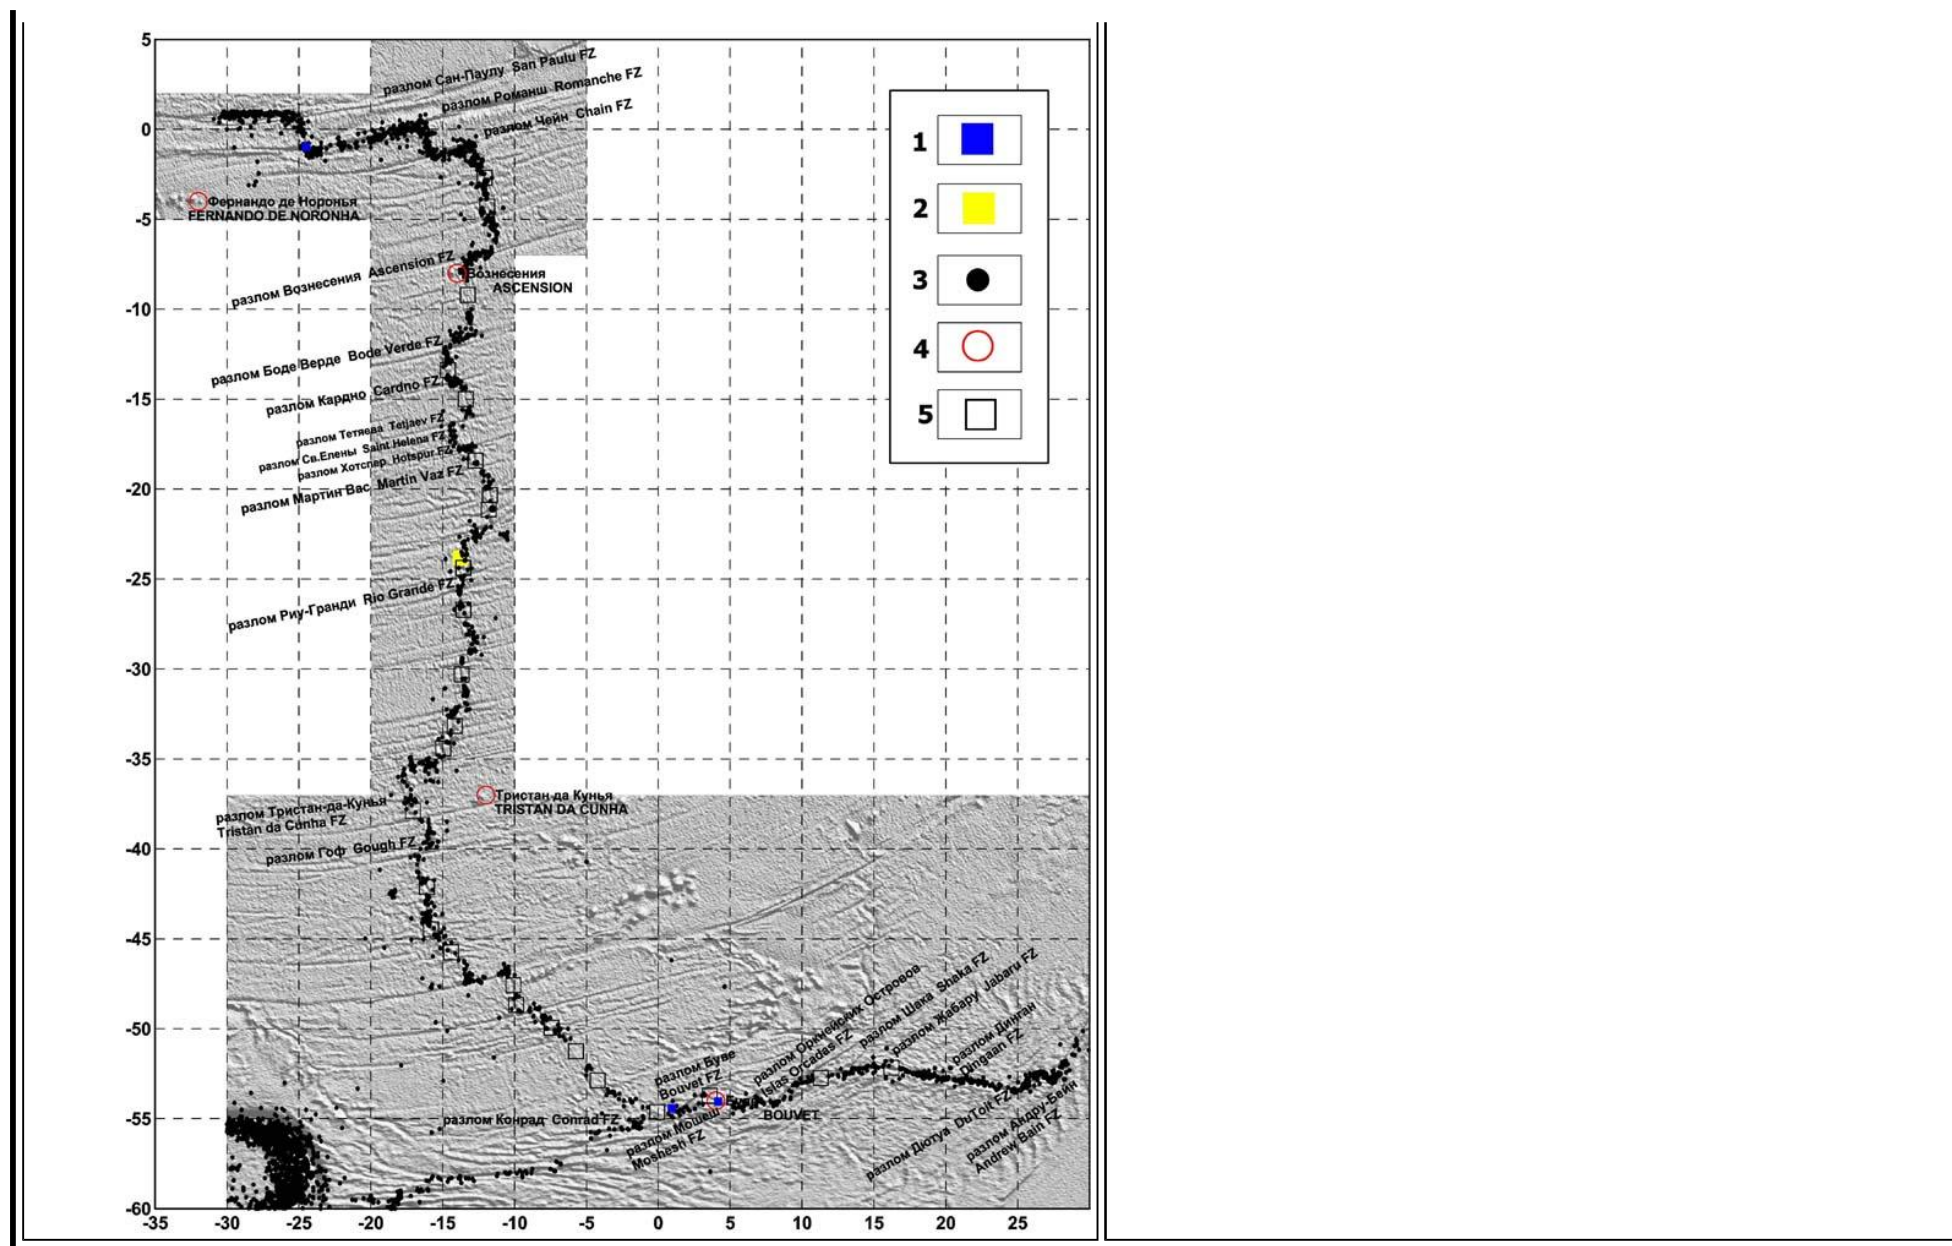 5
разлом Сан-Паулу San Paulu FZ
разлом Романш Romanche FZ
разлом Чейн Chain FZ
0
Фернандо де Норонья
FERNANDO DE NORONHA
-5
разлом Вознесения Ascension FZ
Вознесения
ASCENSION
-10
разлом Боде Верде Bode Verde FZ
разлом Кардно Cardno FZ
-15
разлом Тетяева Tetjaev FZ
разлом Св.Елены Saint Helena FZ
разлом Хотспер Hotspur FZ
разлом Мартин Вас Martin Vaz FZ
-20
-25
разлом Риу-Гранди Rio Grande FZ
-30
-35
разлом Тристан-да-Кунья
Tristan da Cunha FZ
Тристан да Кунья
TRISTAN DA CUNHA
-40
разлом Гоф Gough FZ
-45
-50
разлом Буве
Bouvet FZ
разлом Оркнейских Островов
Islas Orcadas FZ
разлом Шака Shaka FZ
разлом Жабару Jabaru FZ
разлом Динган
Dingaan FZ
BOUVET
-55
разлом Конрад Conrad FZ
разлом Мошеш
Moshesh FZ
разлом Дютуа DuToit FZ
разлом Андру-Бейн
Andrew Bain FZ
-60
-35 -30 -25 -20 -15 -10 -5 0 5 10 15 20 25
1
2
3
4
5